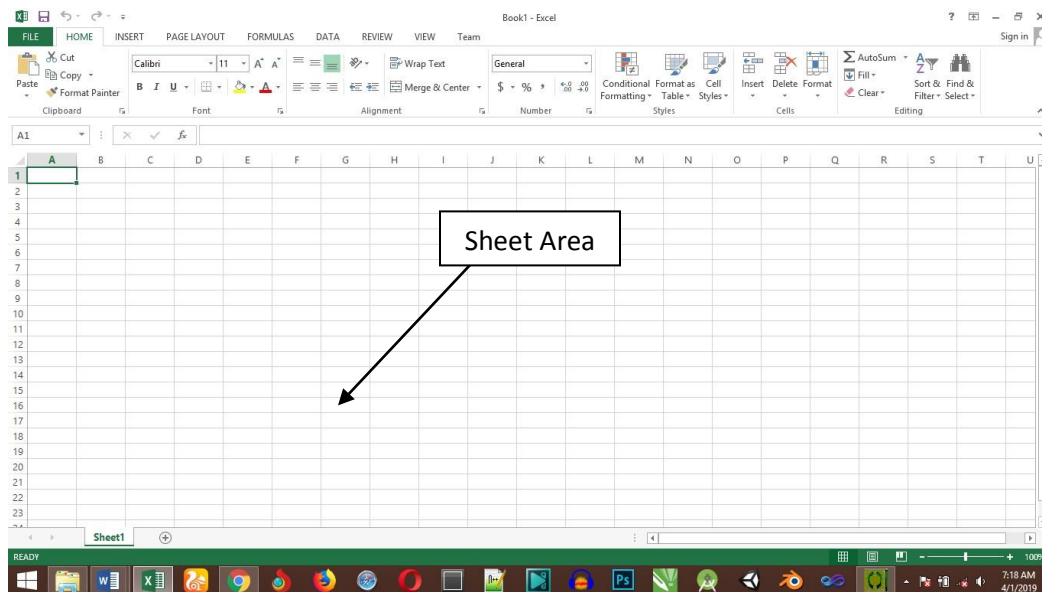 Book1 - Excel
FILE HOME INSERT PAGE LAYOUT FORMULAS DATA REVIEW VIEW Team Sign in
Paste
Cut
Copy
Format Painter
Clipboard
Calibri 11
B I U
Font
Wrap Text
Merge & Center
Alignment
General
$ % ,
Number
Conditional Formatting
Format as Table
Cell Styles
Styles
Insert Delete Format
Cells
AutoSum
Fill
Clear
Sort & Filter
Find & Select
Editing
A1 fx
A B C D E F G H I J K L M N O P Q R S T U
1
2
3
4
5
6
7
8
9
10
11
12
13
14
15
16
17
18
19
20
21
22
23
Sheet Area
Sheet1
READY 100%
7:18 AM
4/1/2019